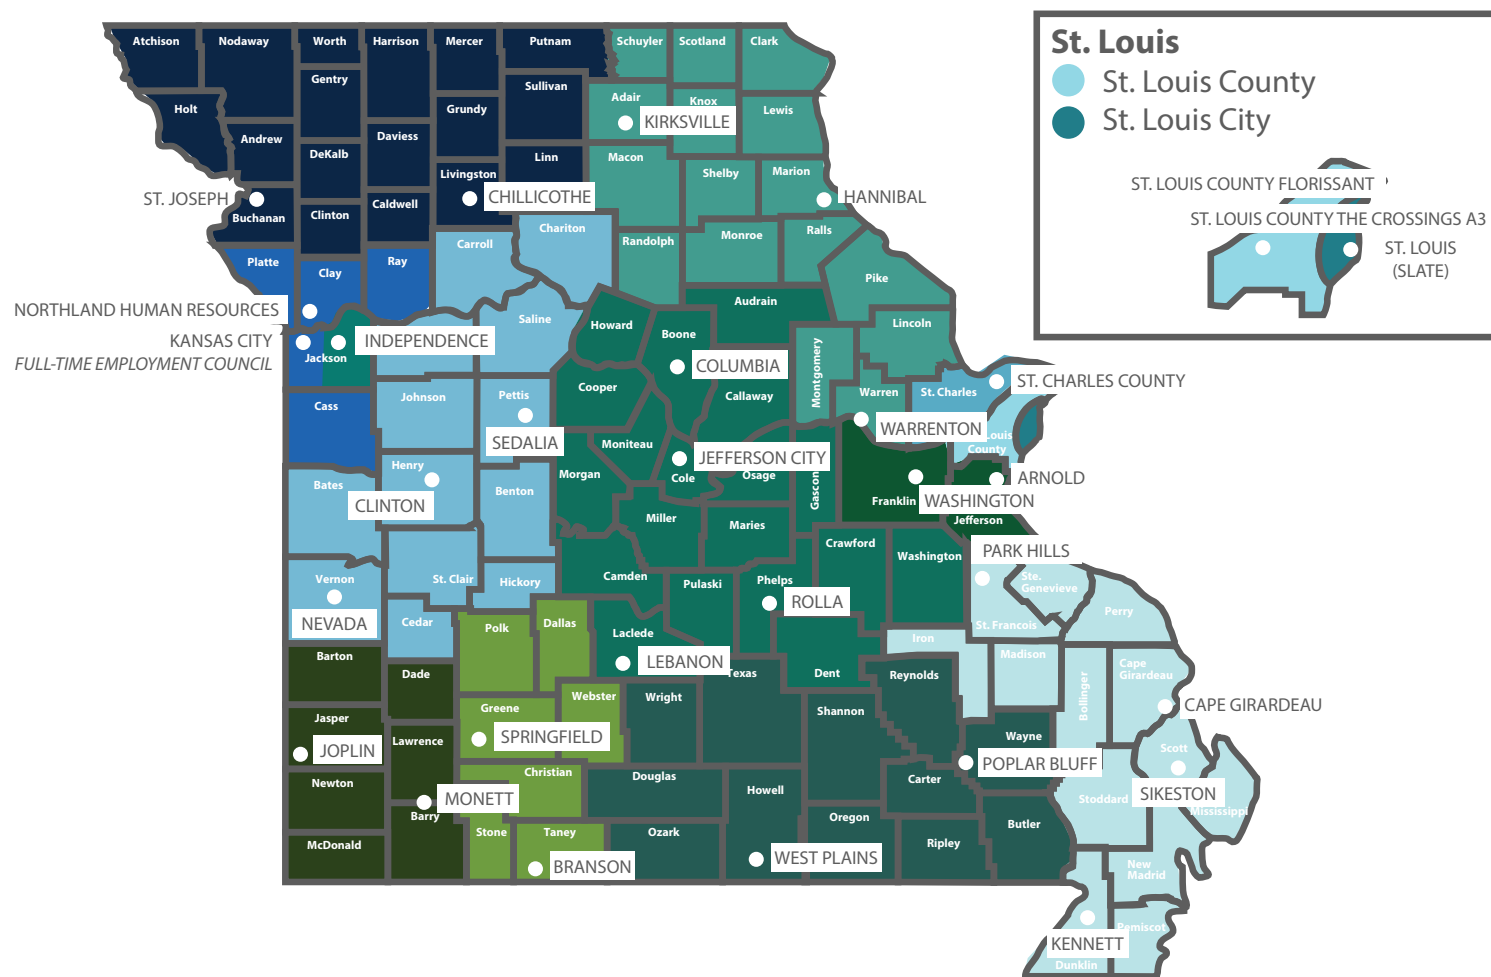 Atchison
Nodaway
Worth
Harrison
Mercer
Putnam
Schuyler
Scotland
Clark
Gentry
Sullivan
Adair
Knox
Lewis
Holt
Grundy
KIRKSVILLE
Andrew
Daviess
DeKalb
Linn
Macon
Livingston
Shelby
Marion
ST. JOSEPH
CHILLICOTHE
HANNIBAL
Buchanan
Clinton
Caldwell
Carroll
Chariton
Randolph
Monroe
Ralls
Platte
Clay
Ray
Pike
NORTHLAND HUMAN RESOURCES
Saline
Howard
Audrain
Boone
Lincoln
KANSAS CITY
FULL-TIME EMPLOYMENT COUNCIL
INDEPENDENCE
Jackson
COLUMBIA
Montgomery
ST. CHARLES COUNTY
Cass
Johnson
Pettis
Cooper
Callaway
Warren
St. Charles
SEDALIA
WARRENTON
Moniteau
JEFFERSON CITY
Louis
County
Henry
Morgan
Cole
Osage
Gascon
ARNOLD
Bates
CLINTON
Benton
Franklin
WASHINGTON
Miller
Maries
Jefferson
Crawford
Washington
PARK HILLS
Vernon
St. Clair
Hickory
Camden
Pulaski
Phelps
Ste.
Genevieve
NEVADA
ROLLA
Perry
Cedar
Polk
Dallas
Laclede
St. Francois
Iron
Barton
LEBANON
Madison
Dade
Texas
Dent
Reynolds
Cape
Girardeau
Webster
Wright
Bollinger
Jasper
Greene
Shannon
CAPE GIRARDEAU
JOPLIN
Lawrence
SPRINGFIELD
Wayne
Scott
POPLAR BLUFF
Newton
Christian
Douglas
Howell
Carter
SIKESTON
MONETT
Stoddard
Mississippi
Barry
Oregon
Butler
McDonald
Stone
Taney
Ozark
Ripley
BRANSON
WEST PLAINS
New
Madrid
Pemiscot
KENNETT
Dunklin
St. Louis
St. Louis County
St. Louis City
ST. LOUIS COUNTY FLORISSANT
ST. LOUIS COUNTY THE CROSSINGS A3
ST. LOUIS
(SLATE)